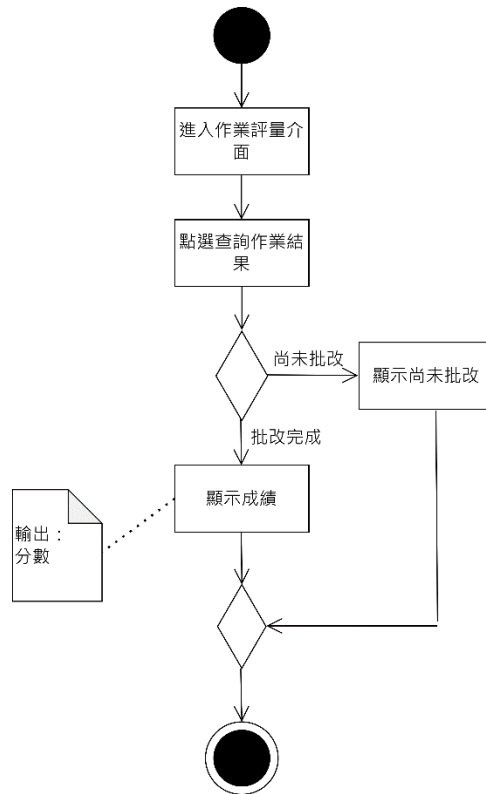 進入作業評量介
面
點選查詢作業結
果
尚未批改
顯示尚未批改
批改完成
顯示成績
輸出：
分數